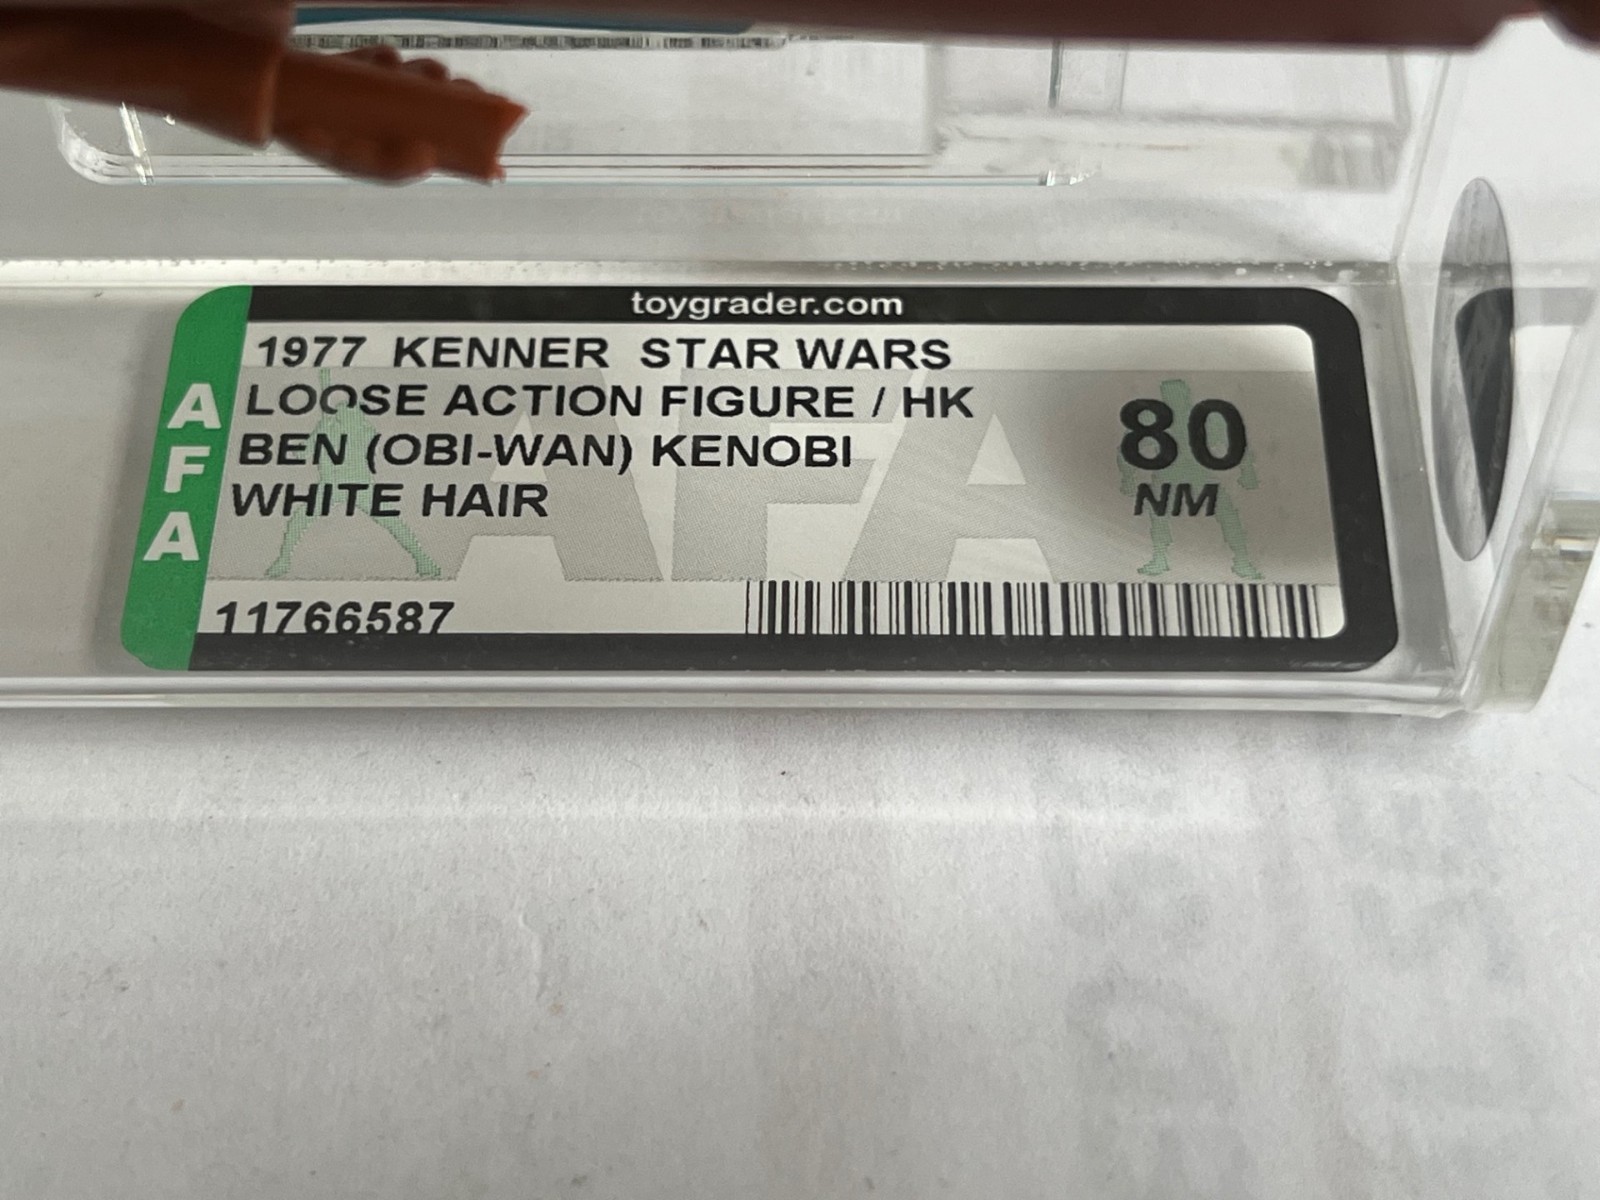 toygrader.com
AFA
1977 KENNER STAR WARS
LOOSE ACTION FIGURE / HK
BEN (OBI-WAN) KENOBI
WHITE HAIR
80
NM
AFA
11766587